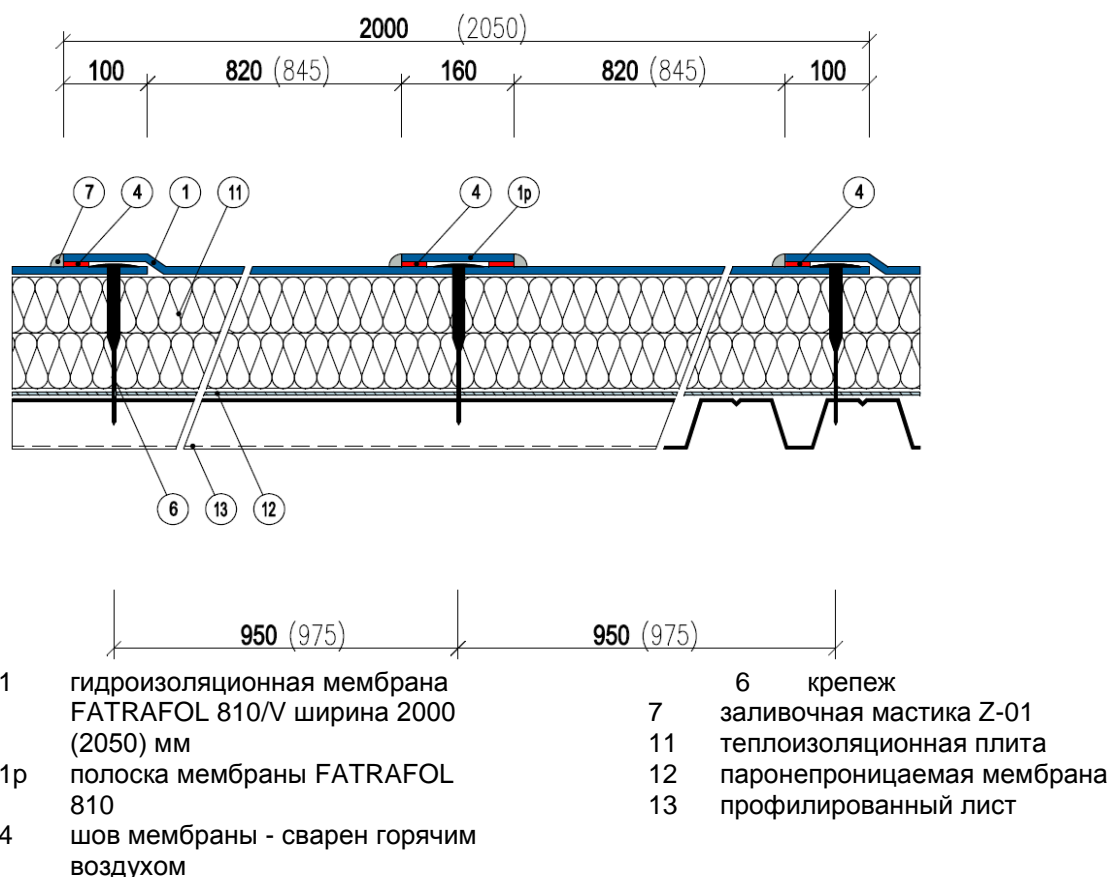 2000 (2050)
100 820 (845) 160 820 (845) 100
7 4 1 11 4 1p 4
6 13 12
950 (975) 950 (975)
1 гидроизоляционная мембрана
FATRAFOL 810/V ширина 2000
(2050) мм
1р полоска мембраны FATRAFOL
810
4 шов мембраны - сварен горячим
воздухом
6 крепеж
7 заливочная мастика Z-01
11 теплоизоляционная плита
12 паронепроницаемая мембрана
13 профилированный лист